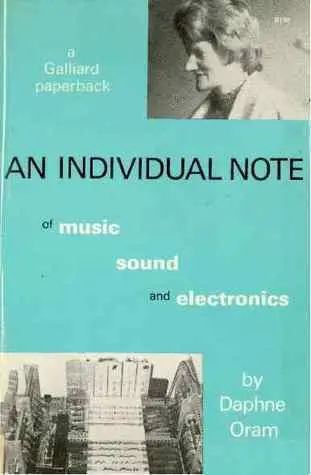 a
Galliard
paperback
AN INDIVIDUAL NOTE
of music
sound
and electronics
by
Daphne
Oram